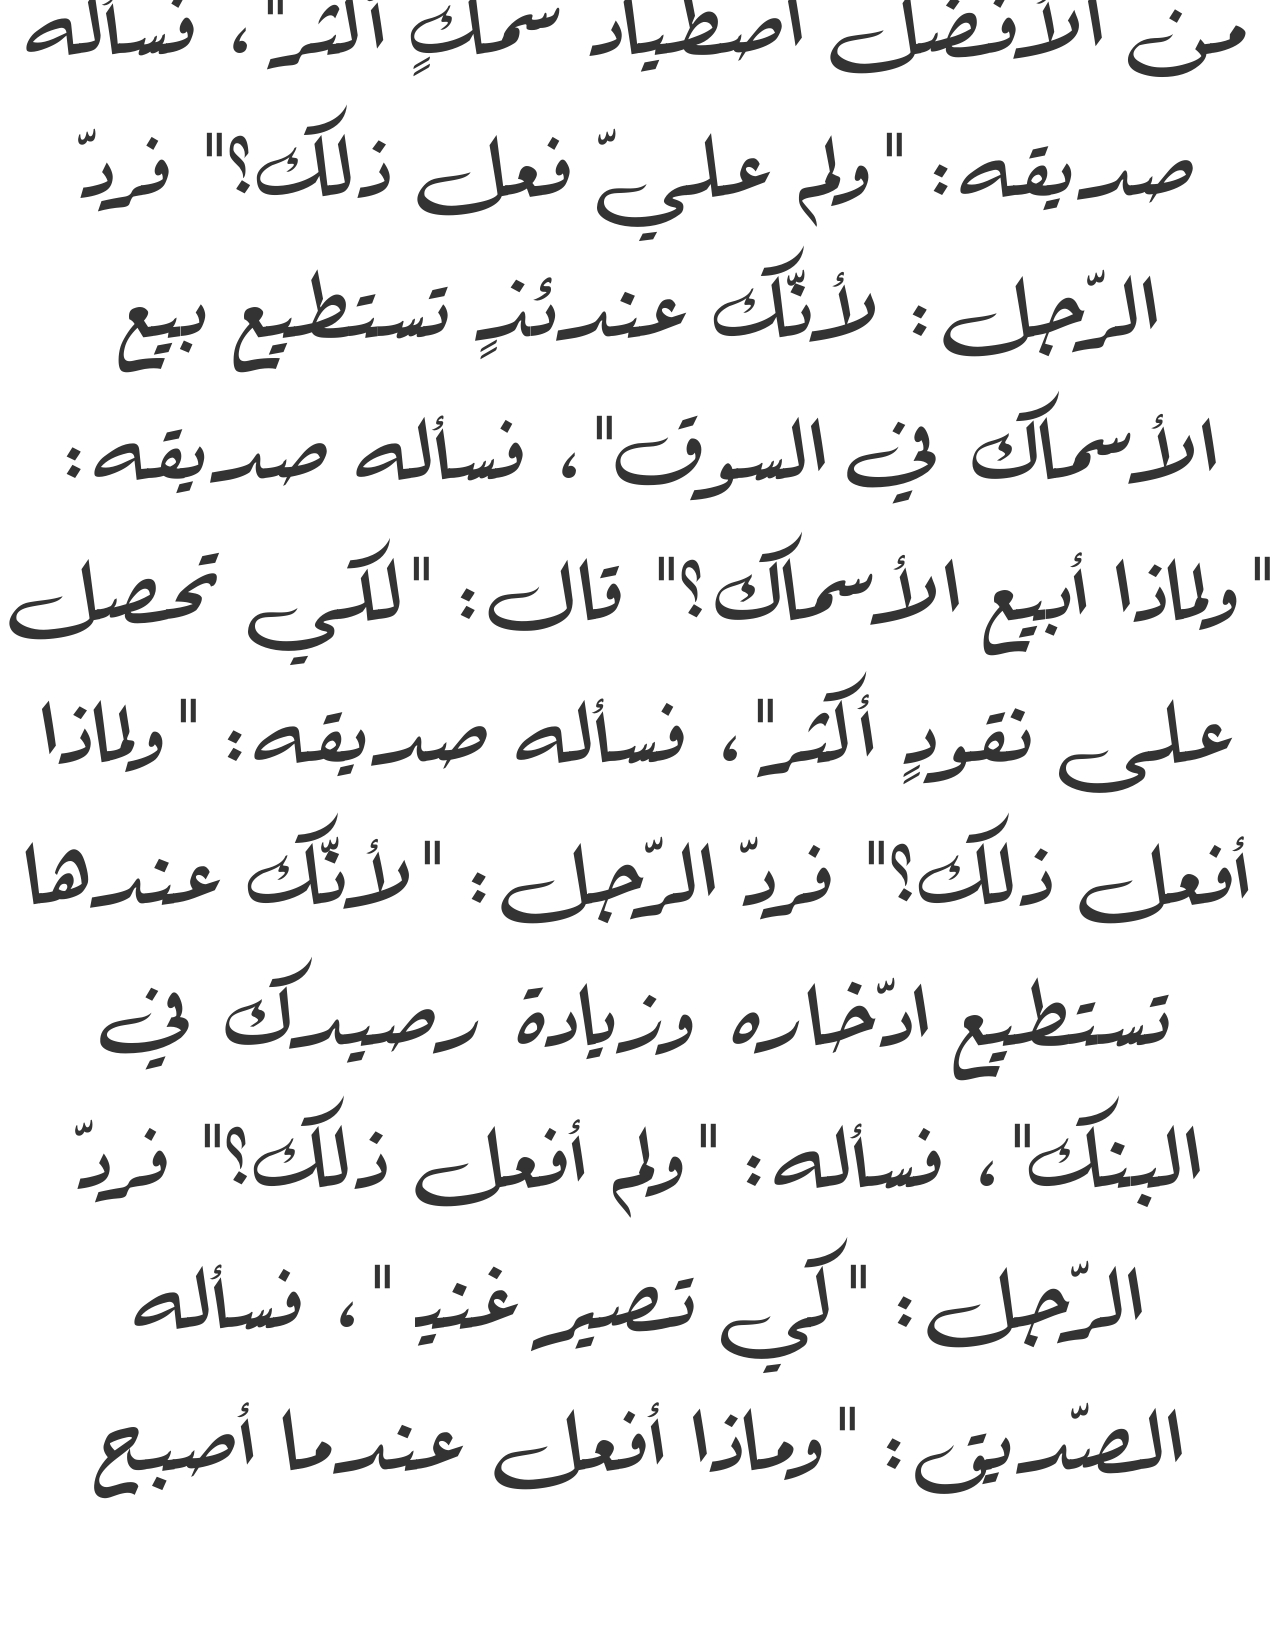 من الأفضل اصطياد سمكٍ أكثر"، فسأله
صديقه: "ولم عليّ فعل ذلك؟" فردّ
الرّجل: لأنّك عندئذٍ تستطيع بيع
الأسماك في السوق"، فسأله صديقه:
"ولماذا أبيع الأسماك؟" قال: "لكي تحصل
على نقودٍ أكثر"، فسأله صديقه: "ولماذا
أفعل ذلك؟" فردّ الرّجل: "لأنّك عندها
تستطيع ادّخاره وزيادة رصيدك في
البنك"، فسأله: "ولم أفعل ذلك؟" فردّ
الرّجل: "كي تصير غنيـ"، فسأله
الصّديق: "وماذا أفعل عندما أصبح